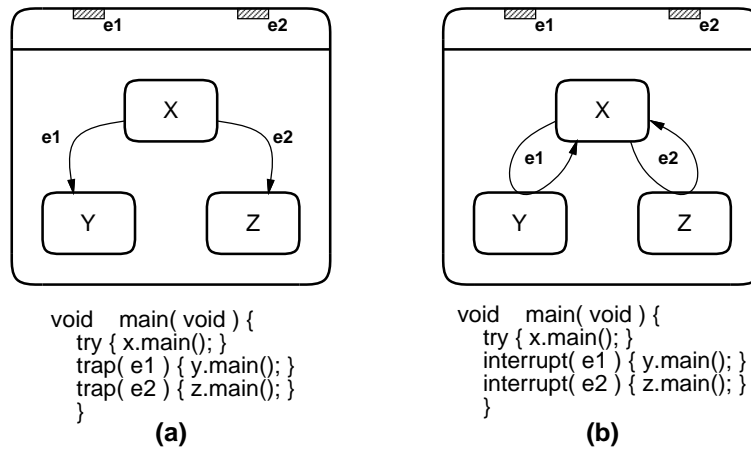 e1
e2
X
e1
e2
Y
Z
void main( void ) {
try { x.main(); }
trap( e1 ) { y.main(); }
trap( e2 ) { z.main(); }
}
(a)
e1
e2
X
e1
e2
Y
Z
void main( void ) {
try { x.main(); }
interrupt( e1 ) { y.main(); }
interrupt( e2 ) { z.main(); }
}
(b)